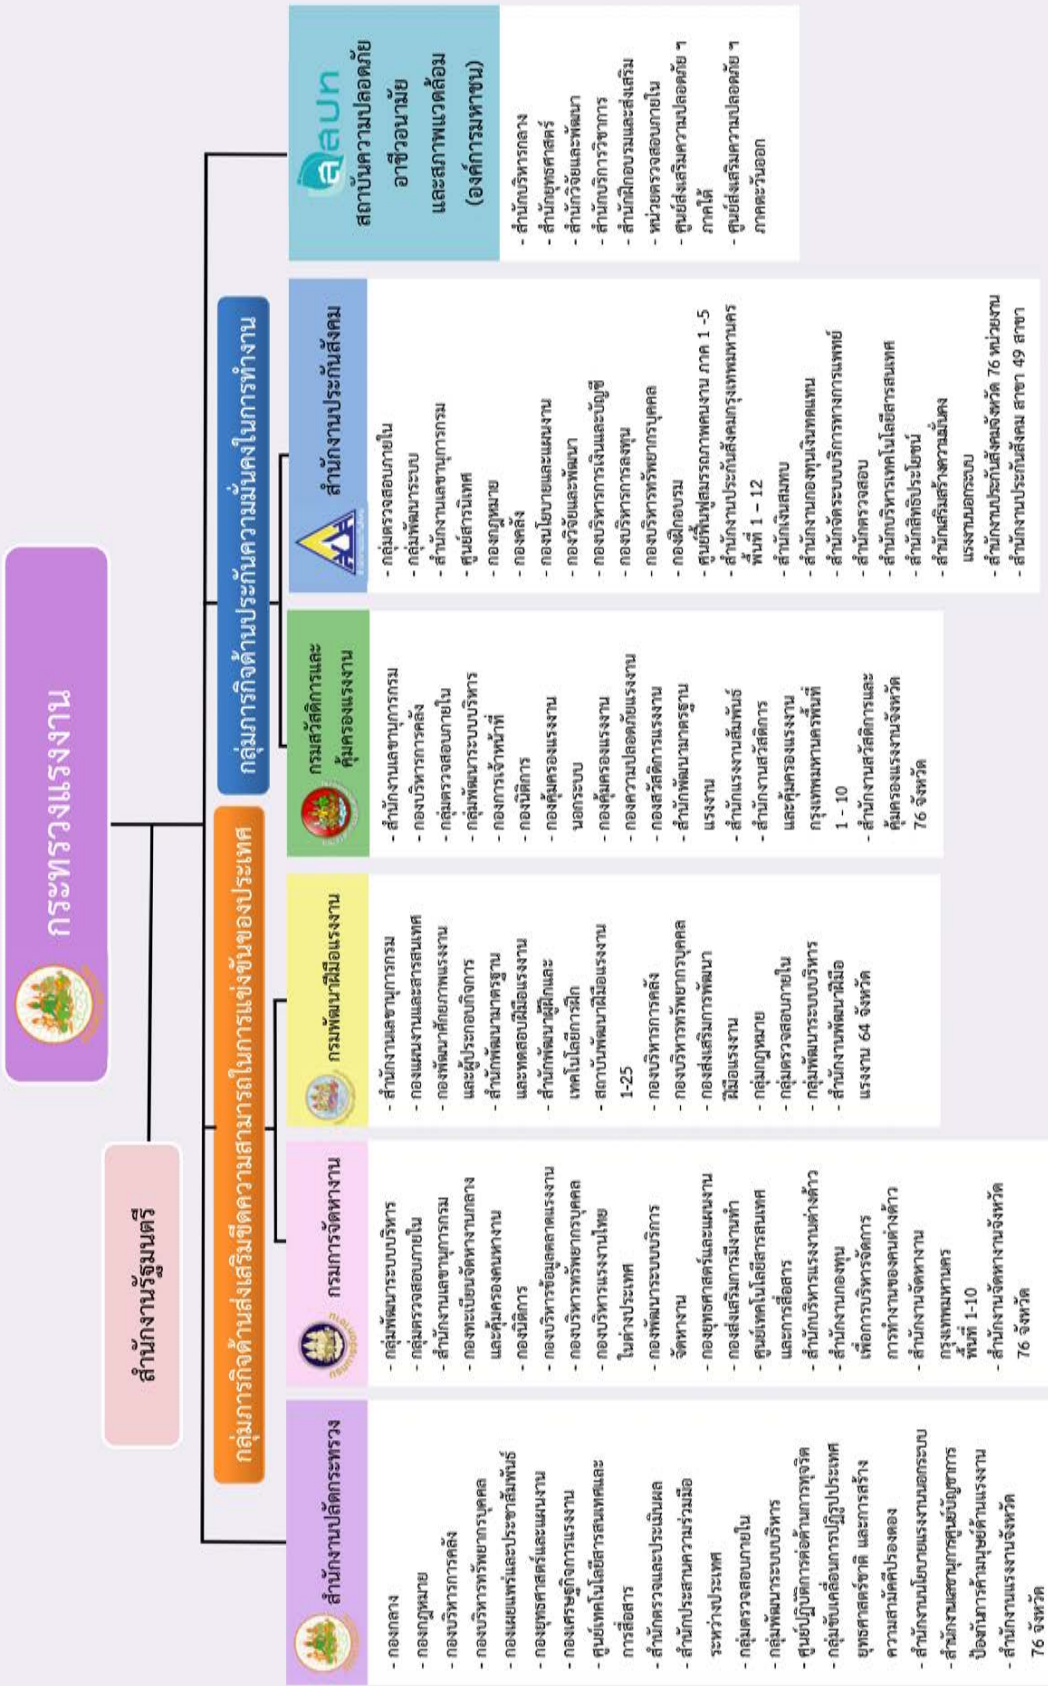 กระทรวงแรงงาน
สำนักงานรัฐมนตรี
กลุ่มภารกิจด้านส่งเสริมขีดความสามารถในการแข่งขันของประเทศ
กลุ่มภารกิจด้านประกันความมั่นคงในการทำงาน
สำนักงานปลัดกระทรวง
- กองกลาง
- กองกฎหมาย
- กองบริหารการคลัง
- กองบริหารทรัพยากรบุคคล
- กองเผยแพร่และประชาสัมพันธ์
- กองยุทธศาสตร์และแผนงาน
- กองเศรษฐกิจการแรงงาน
- ศูนย์เทคโนโลยีสารสนเทศและ
การสื่อสาร
- สำนักตรวจและประเมินผล
- สำนักประสานความร่วมมือ
ระหว่างประเทศ
- กลุ่มตรวจสอบภายใน
- กลุ่มพัฒนาระบบบริหาร
- ศูนย์ปฏิบัติการต่อต้านการทุจริต
- กลุ่มขับเคลื่อนการปฏิรูปประเทศ
ยุทธศาสตร์ชาติ และการสร้าง
ความสามัคคีปรองดอง
- สำนักงานนโยบายแรงงานนอกระบบ
- สำนักงานเลขานุการศูนย์บัญชาการ
ป้องกันการค้ามนุษย์ด้านแรงงาน
- สำนักงานแรงงานจังหวัด
76 จังหวัด
กรมการจัดหางาน
- กลุ่มพัฒนาระบบบริหาร
- กลุ่มตรวจสอบภายใน
- สำนักงานเลขานุการกรม
- กองทะเบียนจัดหางานกลาง
และคุ้มครองคนหางาน
- กองนิติการ
- กองบริหารข้อมูลตลาดแรงงาน
- กองบริหารทรัพยากรบุคคล
- กองบริหารแรงงานไทย
ในต่างประเทศ
- กองพัฒนาระบบบริการ
จัดหางาน
- กองยุทธศาสตร์และแผนงาน
- กองส่งเสริมการมีงานทำ
- ศูนย์เทคโนโลยีสารสนเทศ
และการสื่อสาร
- สำนักบริหารแรงงานต่างด้าว
- สำนักงานกองทุน
เพื่อการบริหารจัดการ
การทำงานของคนต่างด้าว
- สำนักงานจัดหางาน
กรุงเทพมหานคร
พื้นที่ 1-10
- สำนักงานจัดหางานจังหวัด
76 จังหวัด
กรมพัฒนาฝีมือแรงงาน
- สำนักงานเลขานุการกรม
- กองแผนงานและสารสนเทศ
- กองพัฒนาศักยภาพแรงงาน
และผู้ประกอบกิจการ
- สำนักพัฒนามาตรฐาน
และทดสอบฝีมือแรงงาน
- สำนักพัฒนาผู้ฝึกและ
เทคโนโลยีการฝึก
- สถาบันพัฒนาฝีมือแรงงาน
1-25
- กองบริหารการคลัง
- กองบริหารทรัพยากรบุคคล
- กองส่งเสริมการพัฒนา
ฝีมือแรงงาน
- กลุ่มกฎหมาย
- กลุ่มตรวจสอบภายใน
- กลุ่มพัฒนาระบบบริหาร
- สำนักงานพัฒนาฝีมือ
แรงงาน 64 จังหวัด
กรมสวัสดิการและ
คุ้มครองแรงงาน
- สำนักงานเลขานุการกรม
- กองบริหารการคลัง
- กลุ่มตรวจสอบภายใน
- กลุ่มพัฒนาระบบบริหาร
- กองการเจ้าหน้าที่
- กองนิติการ
- กองคุ้มครองแรงงาน
นอกระบบ
- กองคุ้มครองแรงงาน
- กองความปลอดภัยแรงงาน
- กองสวัสดิการแรงงาน
- สำนักพัฒนามาตรฐาน
แรงงาน
- สำนักแรงงานสัมพันธ์
- สำนักงานสวัสดิการ
และคุ้มครองแรงงาน
กรุงเทพมหานครพื้นที่
1 - 10
- สำนักงานสวัสดิการและ
คุ้มครองแรงงานจังหวัด
76 จังหวัด
สำนักงานประกันสังคม
- กลุ่มตรวจสอบภายใน
- กลุ่มพัฒนาระบบ
- สำนักงานเลขานุการกรม
- ศูนย์สารนิเทศ
- กองกฎหมาย
- กองคลัง
- กองนโยบายและแผนงาน
- กองวิจัยและพัฒนา
- กองบริหารการเงินและบัญชี
- กองบริหารการลงทุน
- กองบริหารทรัพยากรบุคคล
- กองฝึกอบรม
- ศูนย์ฟื้นฟูสมรรถภาพคนงาน ภาค 1 -5
- สำนักงานประกันสังคมกรุงเทพมหานคร
พื้นที่ 1 – 12
- สำนักเงินสมทบ
- สำนักงานกองทุนเงินทดแทน
- สำนักจัดระบบบริการทางการแพทย์
- สำนักตรวจสอบ
- สำนักบริหารเทคโนโลยีสารสนเทศ
- สำนักสิทธิประโยชน์
- สำนักเสริมสร้างความมั่นคง
แรงงานนอกระบบ
- สำนักงานประกันสังคมจังหวัด 76 หน่วยงาน
- สำนักงานประกันสังคม สาขา 49 สาขา
สสปท
สถาบันความปลอดภัย
อาชีวอนามัย
และสภาพแวดล้อม
(องค์การมหาชน)
- สำนักบริหารกลาง
- สำนักยุทธศาสตร์
- สำนักวิจัยและพัฒนา
- สำนักบริการวิชาการ
- สำนักฝึกอบรมและส่งเสริม
- หน่วยตรวจสอบภายใน
- ศูนย์ส่งเสริมความปลอดภัย ฯ
ภาคใต้
- ศูนย์ส่งเสริมความปลอดภัย ฯ
ภาคตะวันออก